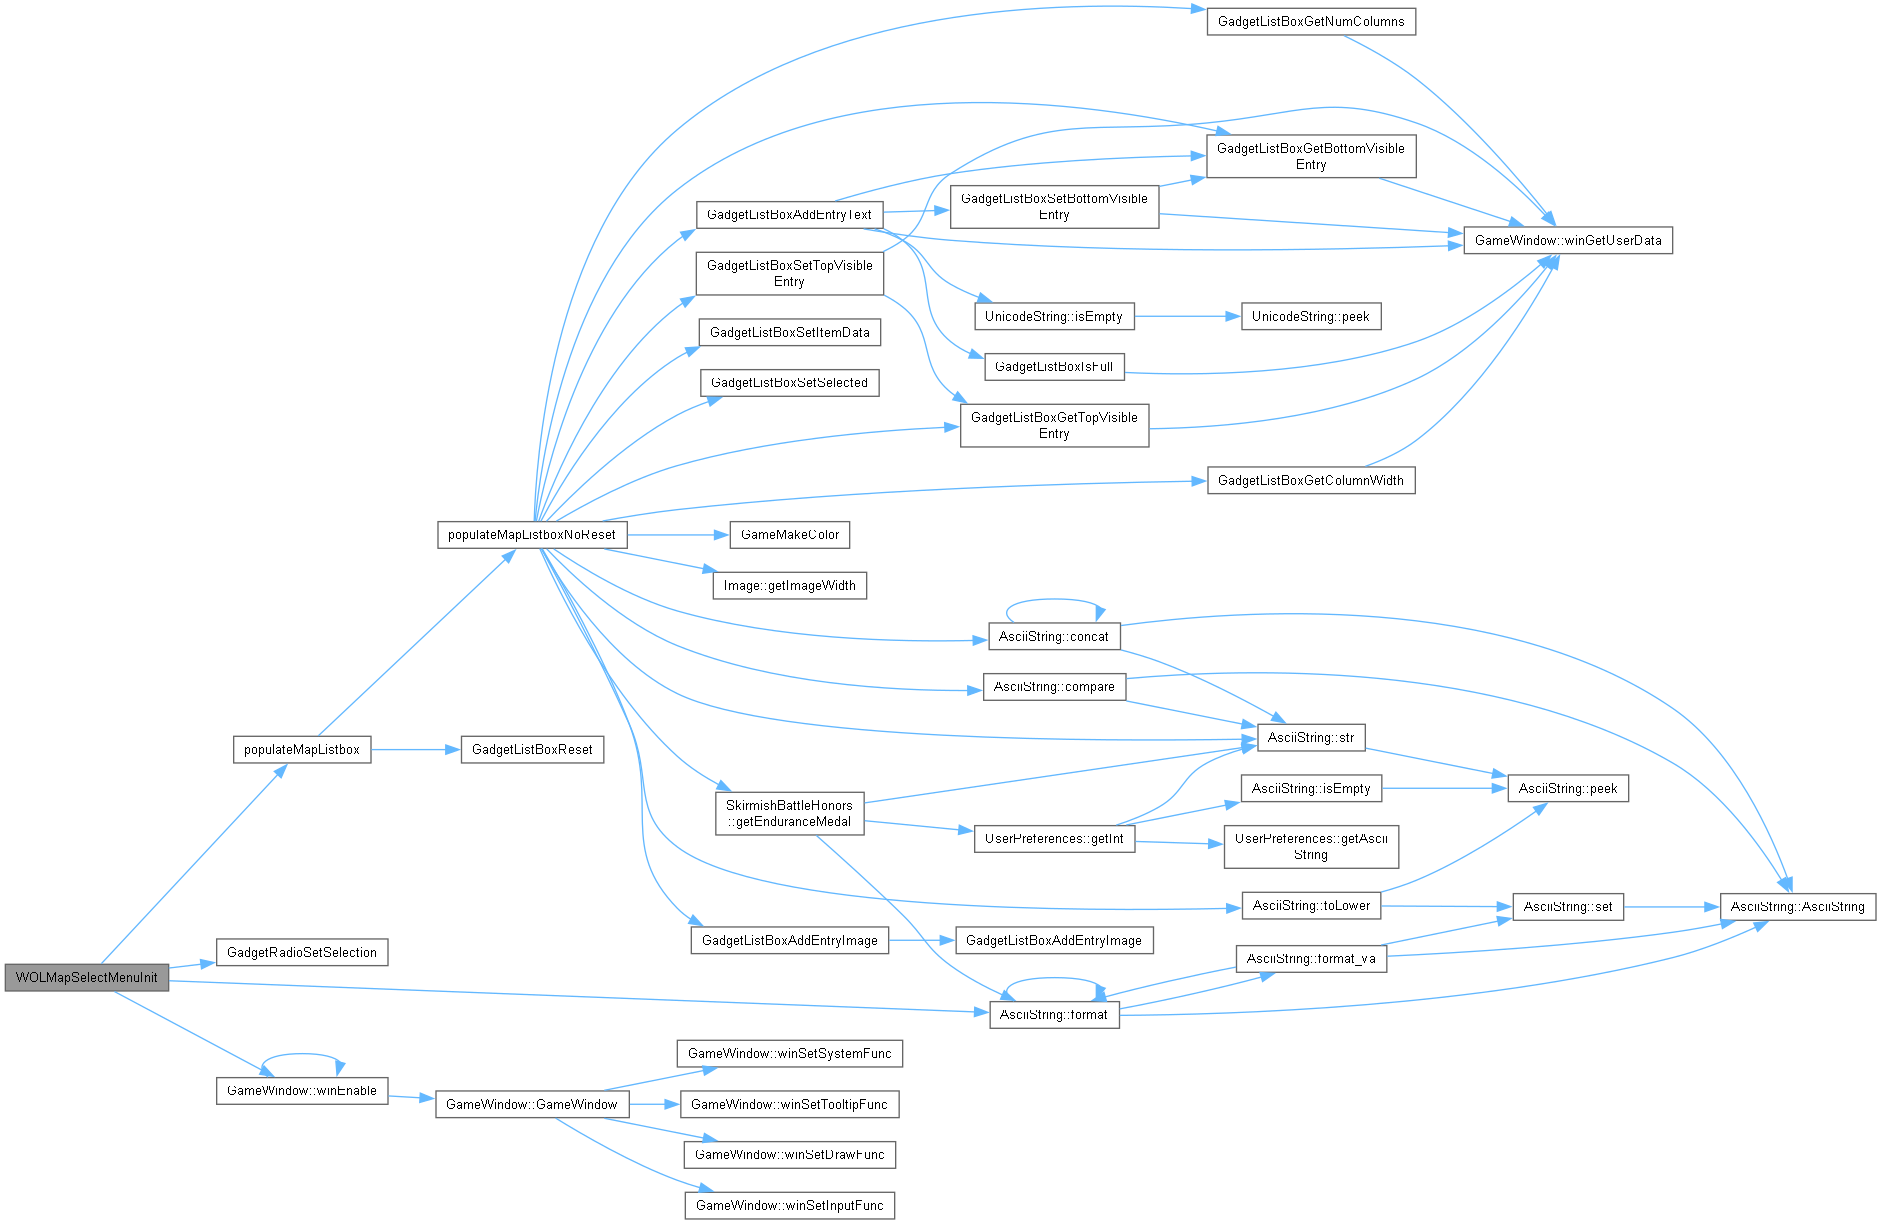 GadgetListBoxGetNumColumns
GadgetListBoxGetBottomVisible
Entry
GadgetListBoxSetBottomVisible
Entry
GadgetListBoxAddEntryText
GameWindow::winGetUserData
GadgetListBoxSetTopVisible
Entry
UnicodeString::isEmpty
UnicodeString::peek
GadgetListBoxSetItemData
GadgetListBoxIsFull
GadgetListBoxSetSelected
GadgetListBoxGetTopVisible
Entry
GadgetListBoxGetColumnWidth
populateMapListboxNoReset
GameMakeColor
Image::getImageWidth
AsciiString::concat
AsciiString::compare
AsciiString::str
populateMapListbox
GadgetListBoxReset
AsciiString::isEmpty
AsciiString::peek
SkirmishBattleHonors
::getEnduranceMedal
UserPreferences::getInt
UserPreferences::getAscii
String
AsciiString::toLower
AsciiString::set
AsciiString::AsciiString
GadgetListBoxAddEntryImage
GadgetListBoxAddEntryImage
GadgetRadioSetSelection
AsciiString::format_va
WOLMapSelectMenuInit
AsciiString::format
GameWindow::winSetSystemFunc
GameWindow::winEnable
GameWindow::GameWindow
GameWindow::winSetTooltipFunc
GameWindow::winSetDrawFunc
GameWindow::winSetInputFunc